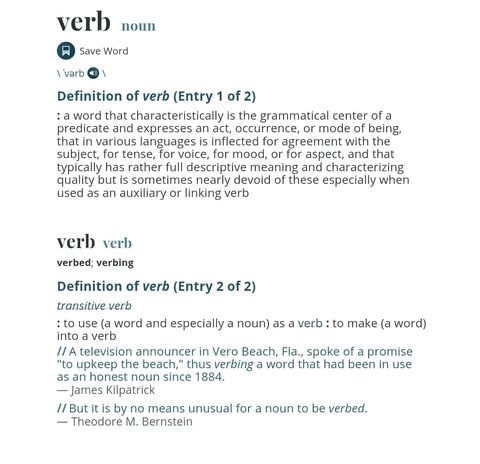 verb noun
Save Word
\ ˈvərb \
Definition of verb (Entry 1 of 2)
: a word that characteristically is the grammatical center of a
predicate and expresses an act, occurrence, or mode of being,
that in various languages is inflected for agreement with the
subject, for tense, for voice, for mood, or for aspect, and that
typically has rather full descriptive meaning and characterizing
quality but is sometimes nearly devoid of these especially when
used as an auxiliary or linking verb
verb verb
verbed; verbing
Definition of verb (Entry 2 of 2)
transitive verb
: to use (a word and especially a noun) as a verb : to make (a word)
into a verb
// A television announcer in Vero Beach, Fla., spoke of a promise
"to upkeep the beach," thus verbing a word that had been in use
as an honest noun since 1884.
— James Kilpatrick
// But it is by no means unusual for a noun to be verbed.
— Theodore M. Bernstein